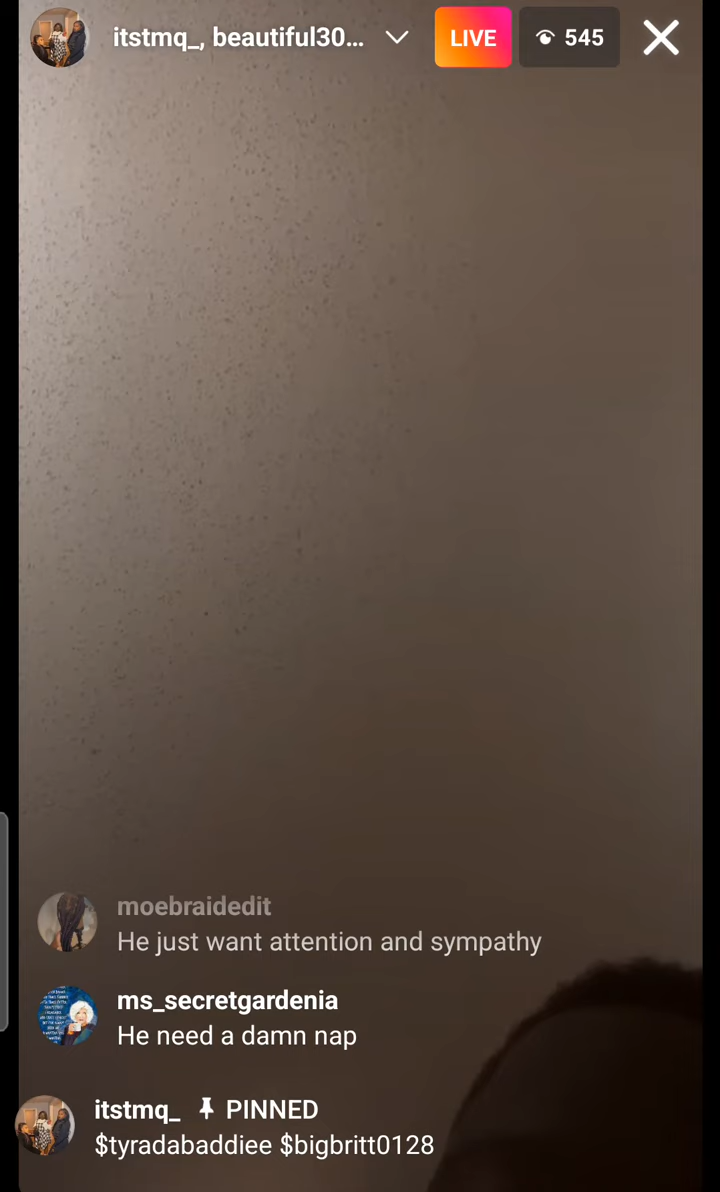 itstmq_, beautiful30...
LIVE
545
moebraidedit
He just want attention and sympathy
ms_secretgardenia
He need a damn nap
itstmq_ PINNED
$tyradabaddiee $bigbritt0128